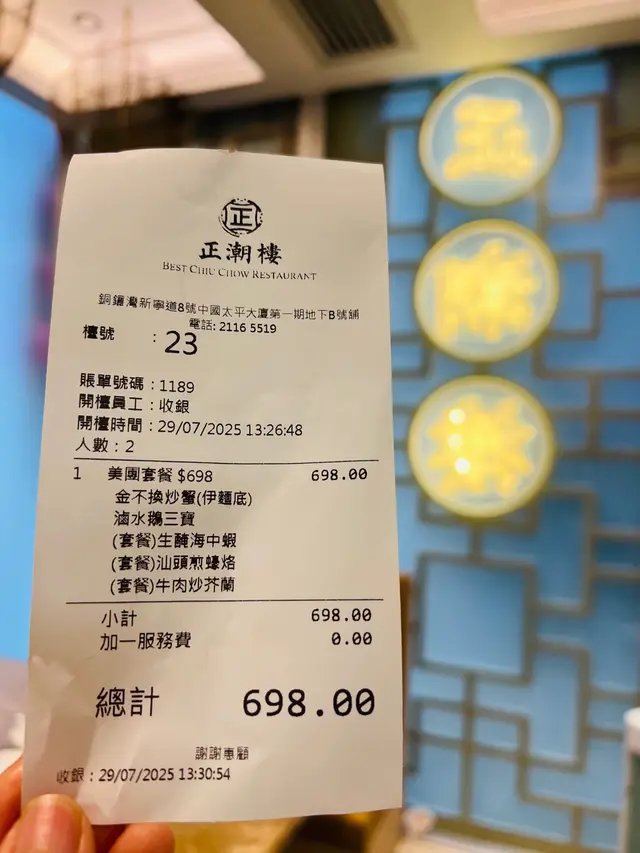 正
正潮樓
BEST CHIU CHOW RESTAURANT
銅鑼灣新寧道8號中國太平大廈第一期地下B號舖
電話: 2116 5519
檯號 : 23
賬單號碼：1189
開檯員工：收銀
開檯時間：29/07/2025 13:26:48
人數：2
1 美團套餐 $698 698.00
金不換炒蟹(伊麵底)
滷水鵝三寶
(套餐)生醃海中蝦
(套餐)汕頭煎蠔烙
(套餐)牛肉炒芥蘭
小計 698.00
加一服務費 0.00
總計 698.00
謝謝惠顧
收銀：29/07/2025 13:30:54